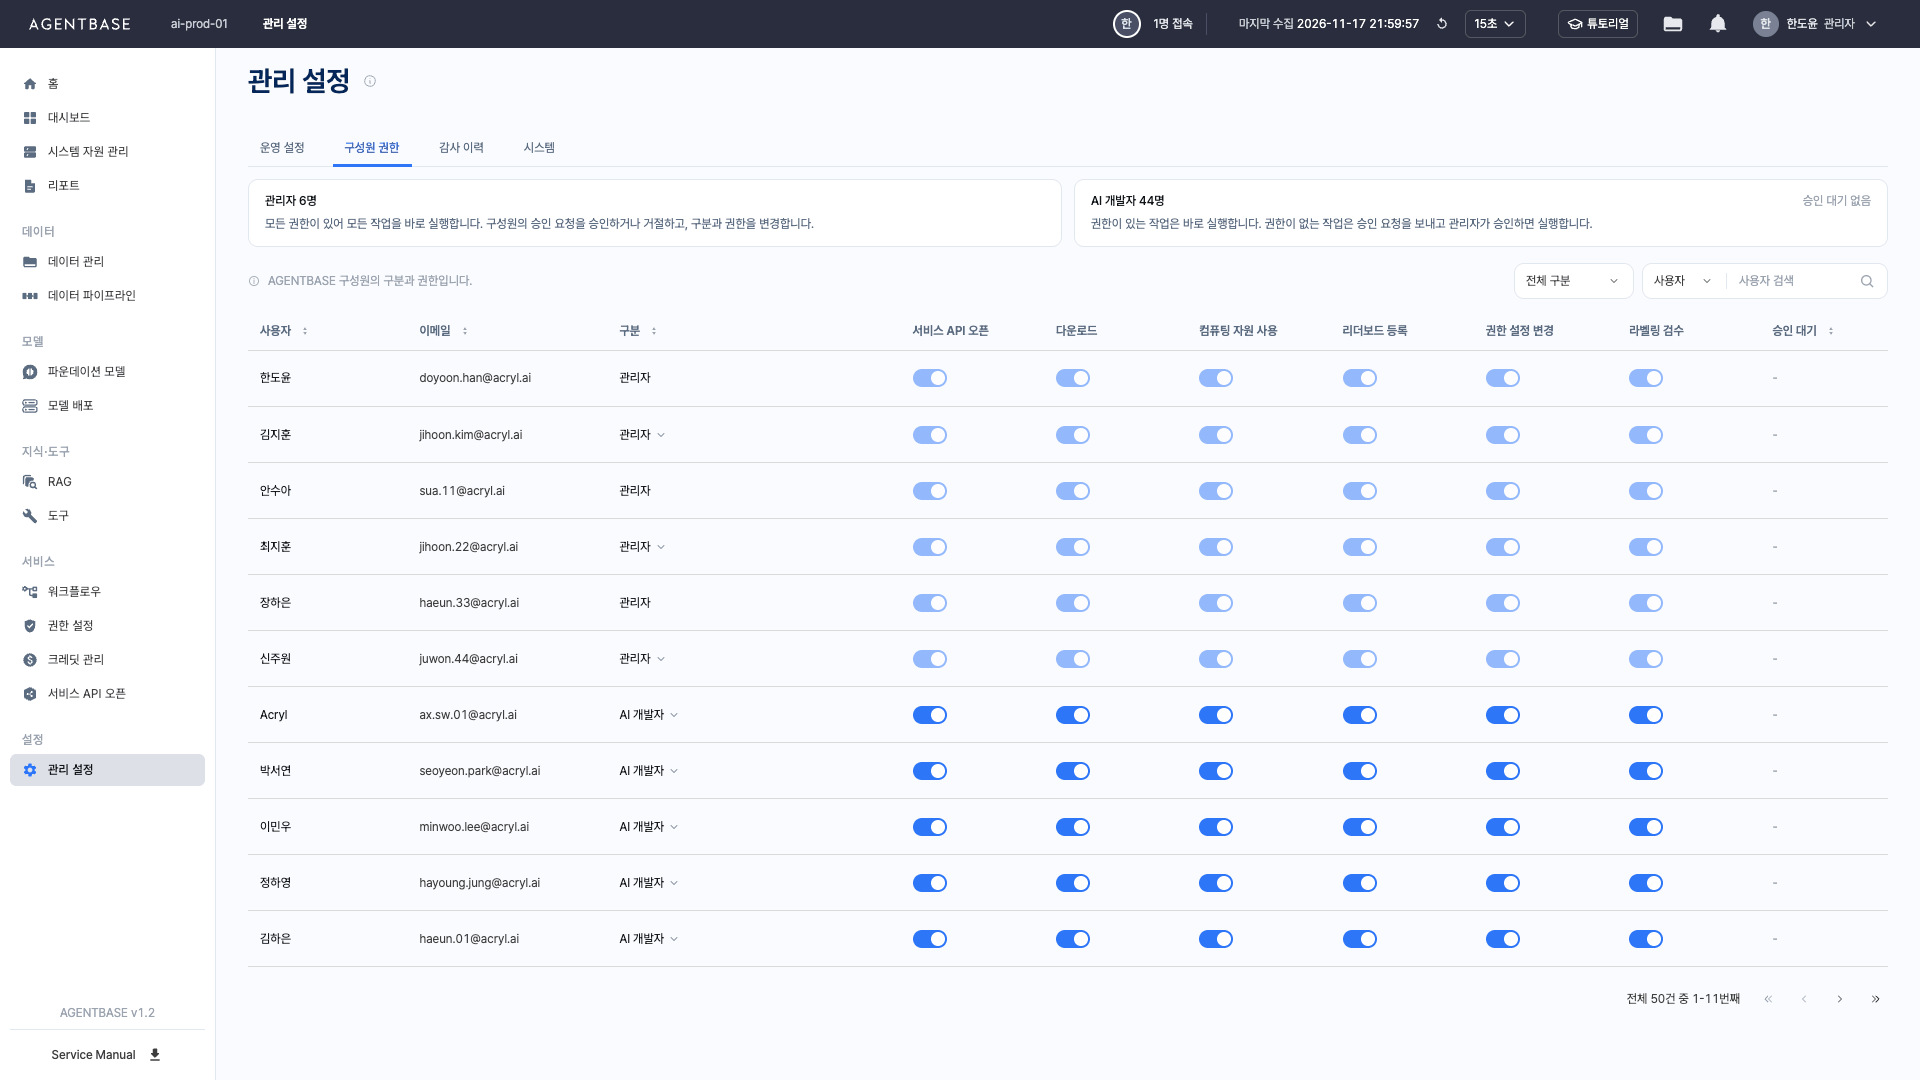 AGENTBASE ai-prod-01 관리 설정 한 1명 접속 마지막 수집 2026-11-17 21:59:57 15초 튜토리얼 한 한도윤 관리자
홈
대시보드
시스템 자원 관리
리포트
데이터
데이터 관리
데이터 파이프라인
모델
파운데이션 모델
모델 배포
지식·도구
RAG
도구
서비스
워크플로우
권한 설정
크레딧 관리
서비스 API 오픈
설정
관리 설정
AGENTBASE v1.2
Service Manual
관리 설정
운영 설정 구성원 권한 감사 이력 시스템
관리자 6명
모든 권한이 있어 모든 작업을 바로 실행합니다. 구성원의 승인 요청을 승인하거나 거절하고, 구분과 권한을 변경합니다.
AI 개발자 44명 승인 대기 없음
권한이 있는 작업은 바로 실행합니다. 권한이 없는 작업은 승인 요청을 보내고 관리자가 승인하면 실행합니다.
AGENTBASE 구성원의 구분과 권한입니다. 전체 구분 사용자 사용자 검색
사용자 이메일 구분 서비스 API 오픈 다운로드 컴퓨팅 자원 사용 리더보드 등록 권한 설정 변경 라벨링 검수 승인 대기
한도윤 doyoon.han@acryl.ai 관리자 -
김지훈 jihoon.kim@acryl.ai 관리자 -
안수아 sua.11@acryl.ai 관리자 -
최지훈 jihoon.22@acryl.ai 관리자 -
장하은 haeun.33@acryl.ai 관리자 -
신주원 juwon.44@acryl.ai 관리자 -
Acryl ax.sw.01@acryl.ai AI 개발자 -
박서연 seoyeon.park@acryl.ai AI 개발자 -
이민우 minwoo.lee@acryl.ai AI 개발자 -
정하영 hayoung.jung@acryl.ai AI 개발자 -
김하은 haeun.01@acryl.ai AI 개발자 -
전체 50건 중 1-11번째 « ‹ › »